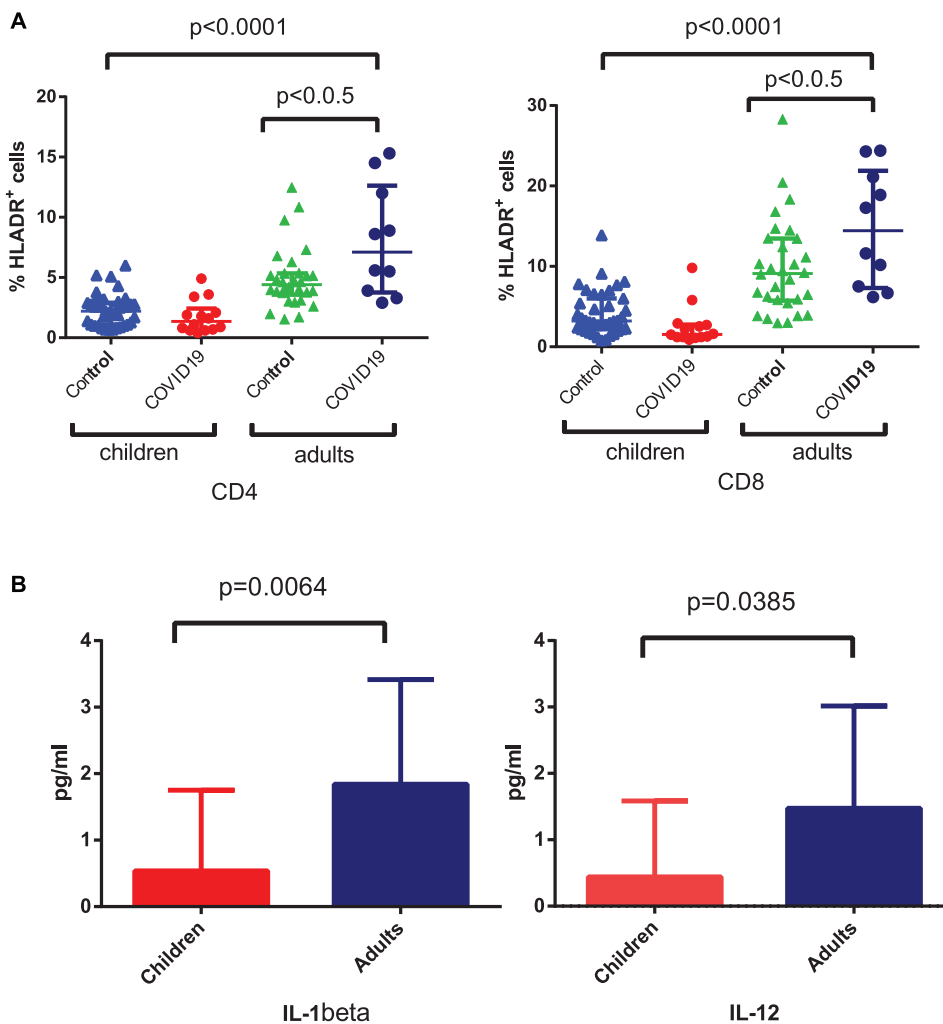 A
p<0.0001
p<0.0.5
20
15
10
5
0
% HLADR+ cells
Control
COVID19
Control
COVID19
children
adults
CD4
p<0.0001
p<0.0.5
30
20
10
0
% HLADR+ cells
Control
COVID19
Control
COVID19
children
adults
CD8
B
p=0.0064
4
3
2
1
0
pg/ml
Children
Adults
IL-1beta
p=0.0385
4
3
2
1
0
pg/ml
Children
Adults
IL-12